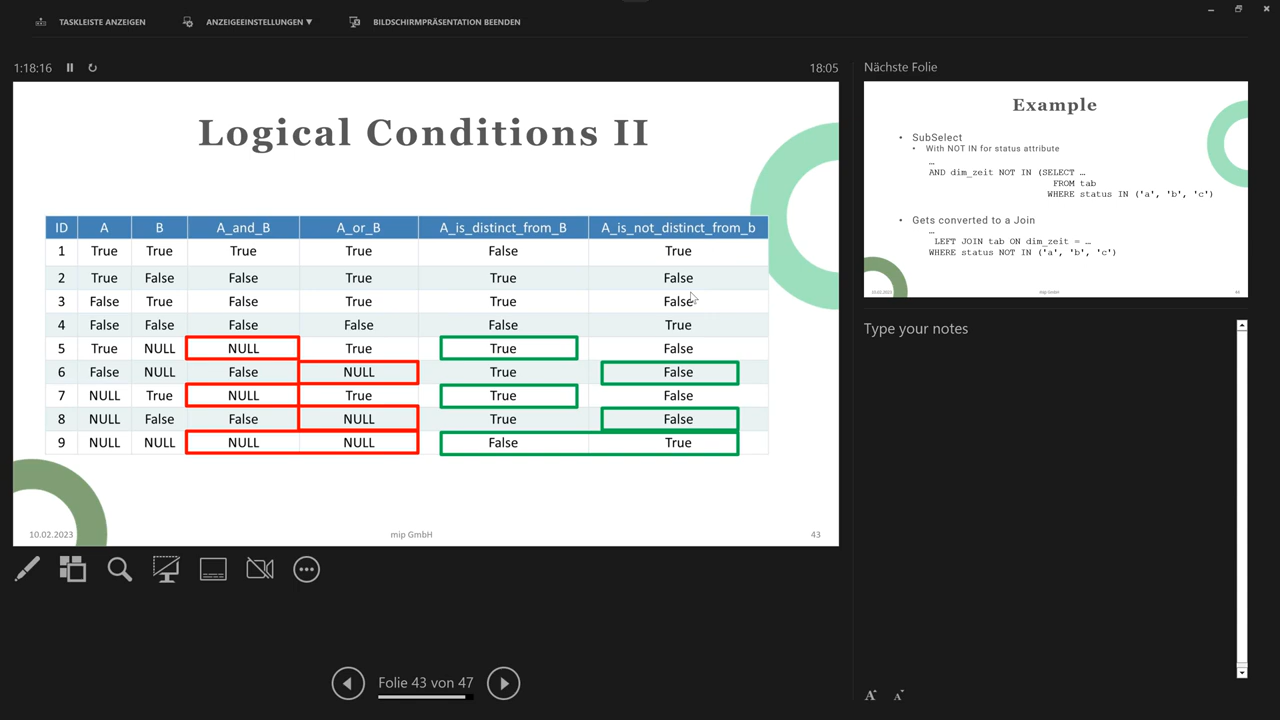 TASKLEISTE ANZEIGEN ANZEIGEEINSTELLUNGEN ▼ BILDSCHIRMPRÄSENTATION BEENDEN
1:18:16 18:05
Logical Conditions II
ID A B A_and_B A_or_B A_is_distinct_from_B A_is_not_distinct_from_b
1 True True True True False True
2 True False False True True False
3 False True False True True False
4 False False False False False True
5 True NULL NULL True True False
6 False NULL False NULL True False
7 NULL True NULL True True False
8 NULL False False NULL True False
9 NULL NULL NULL NULL False True
10.02.2023 mip GmbH 43
Folie 43 von 47
Nächste Folie
Example
• SubSelect
• With NOT IN for status attribute
…
AND dim_zeit NOT IN (SELECT …
FROM tab
WHERE status IN ('a', 'b', 'c')
• Gets converted to a Join
…
LEFT JOIN tab ON dim_zeit = …
WHERE status NOT IN ('a', 'b', 'c')
10.02.2023 mip GmbH
Type your notes
A A